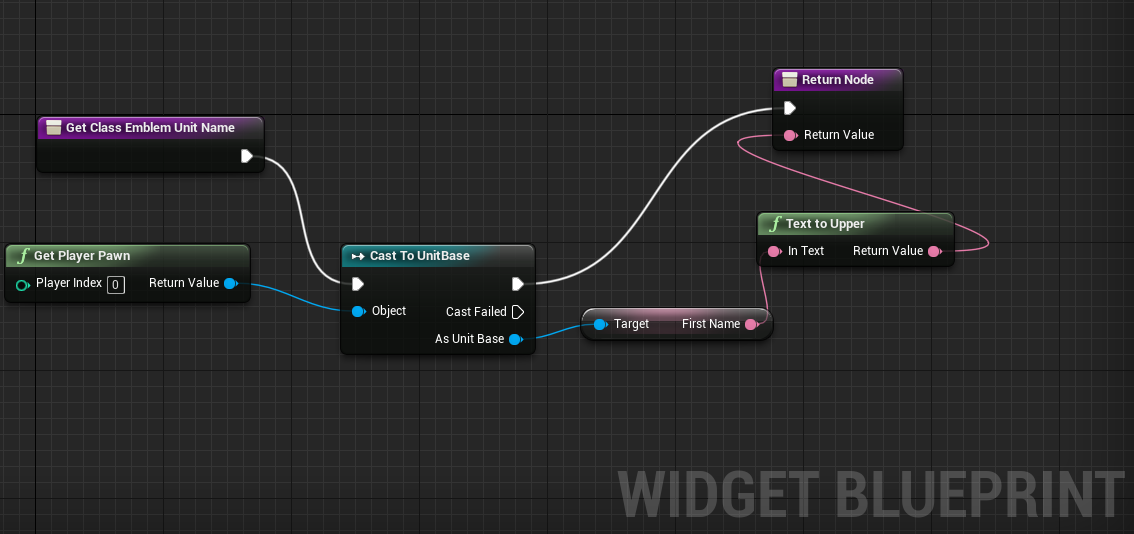 Return Node
Return Value
Get Class Emblem Unit Name
Get Player Pawn
Player Index 0 Return Value
Cast To UnitBase
Object
Cast Failed
As Unit Base
Text to Upper
In Text Return Value
Target First Name
WIDGET BLUEPRINT